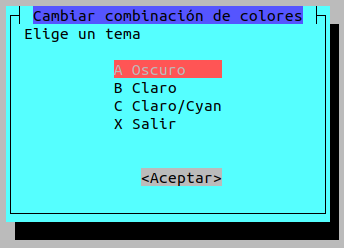 Cambiar combinación de colores
Elige un tema
A Oscuro
B Claro
C Claro/Cyan
X Salir
<Aceptar>